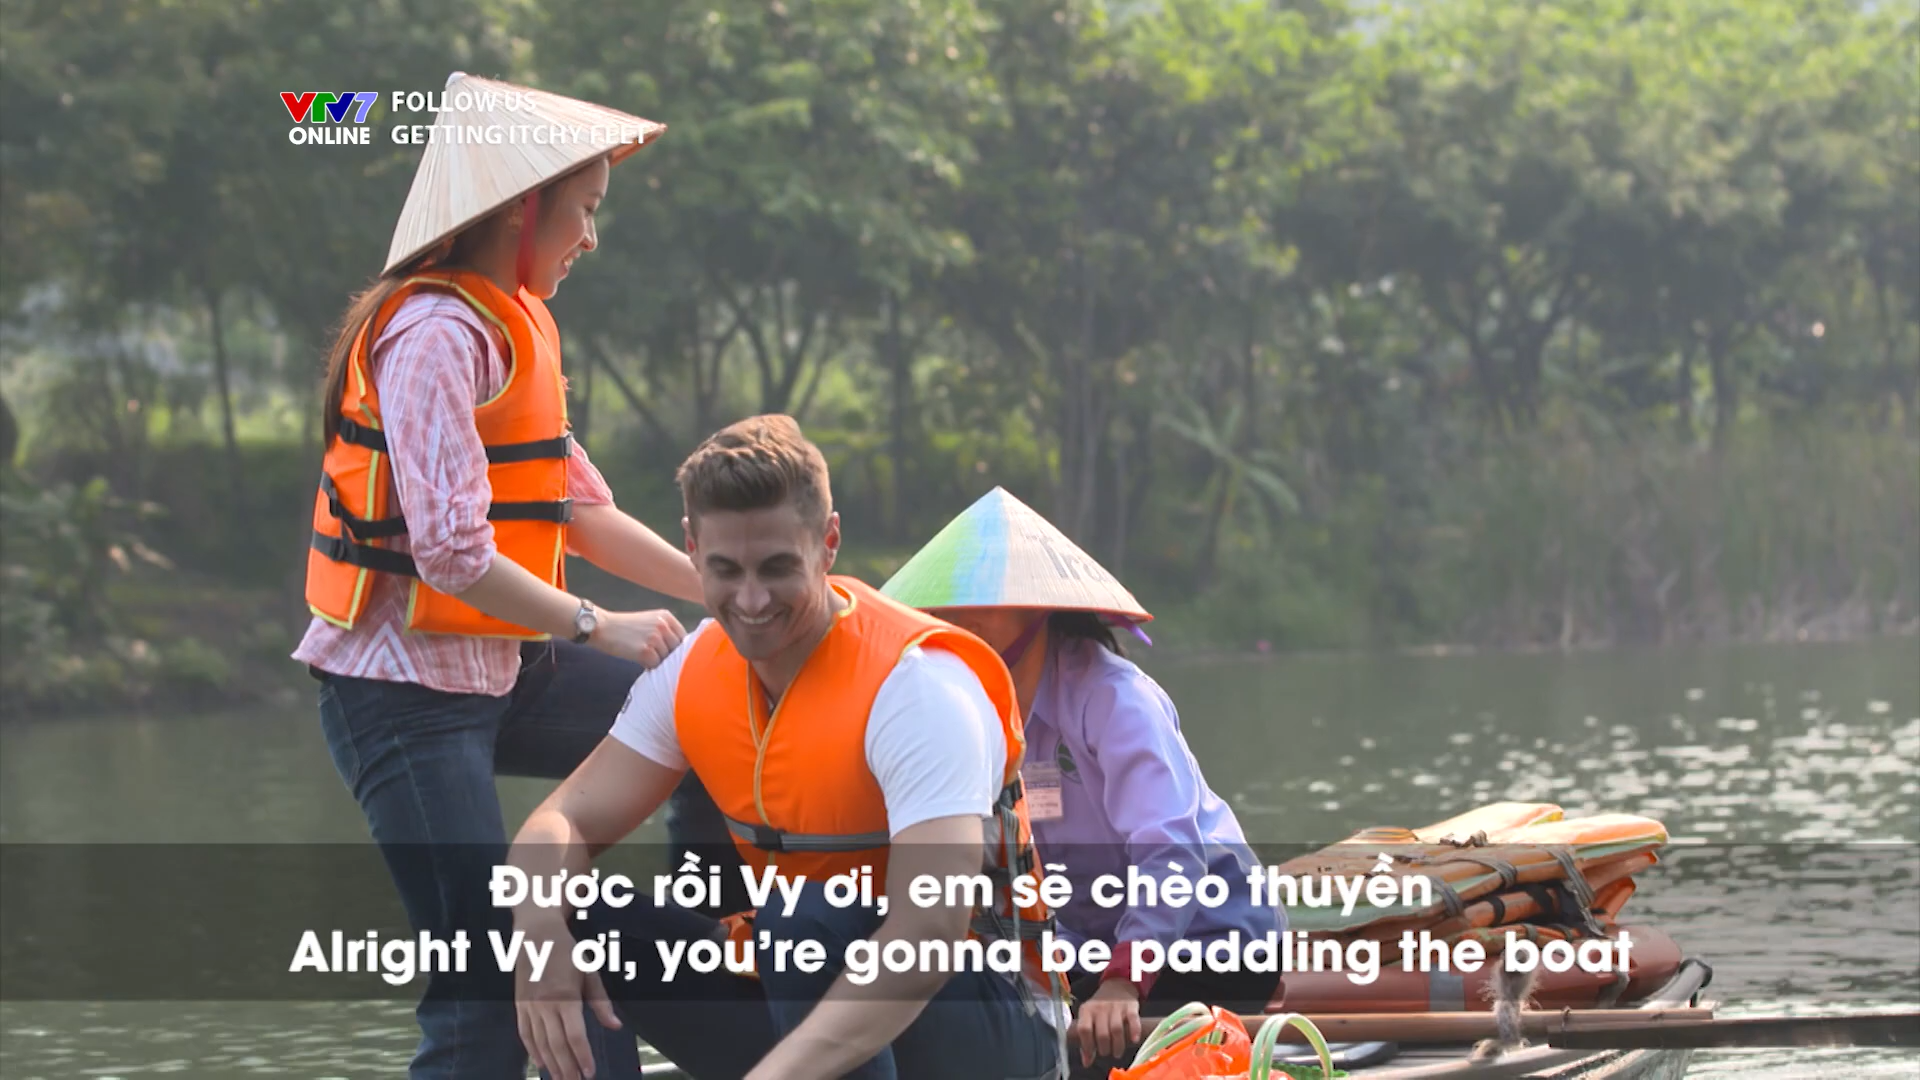 VTV7 FOLLOW US
ONLINE GETTING ITCHY FEET
Được rồi Vy ơi, em sẽ chèo thuyền
Alright Vy ơi, you're gonna be paddling the boat